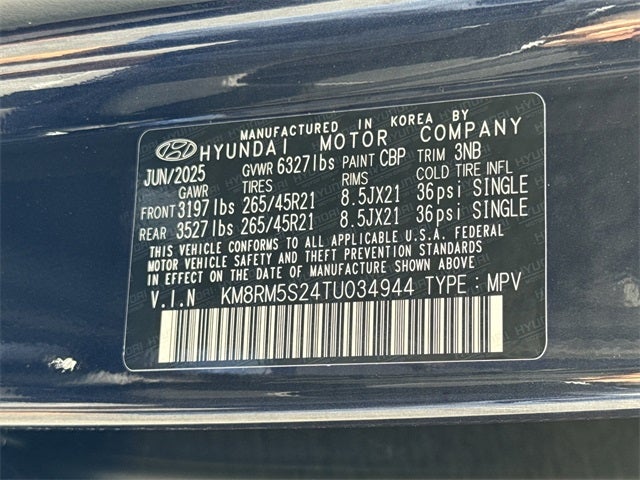 MANUFACTURED IN KOREA BY
HYUNDAI MOTOR COMPANY
JUN/2025 GVWR 6327lbs PAINT CBP TRIM 3NB
GAWR TIRES RIMS COLD TIRE INFL
FRONT 3197lbs 265/45R21 8.5JX21 36psi SINGLE
REAR 3527lbs 265/45R21 8.5JX21 36psi SINGLE
THIS VEHICLE CONFORMS TO ALL APPLICABLE U.S.A. FEDERAL
MOTOR VEHICLE SAFETY AND THEFT PREVENTION STANDARDS
IN EFFECT ON THE DATE OF MANUFACTURE SHOWN ABOVE.
V.I.N KM8RM5S24TU034944 TYPE : MPV